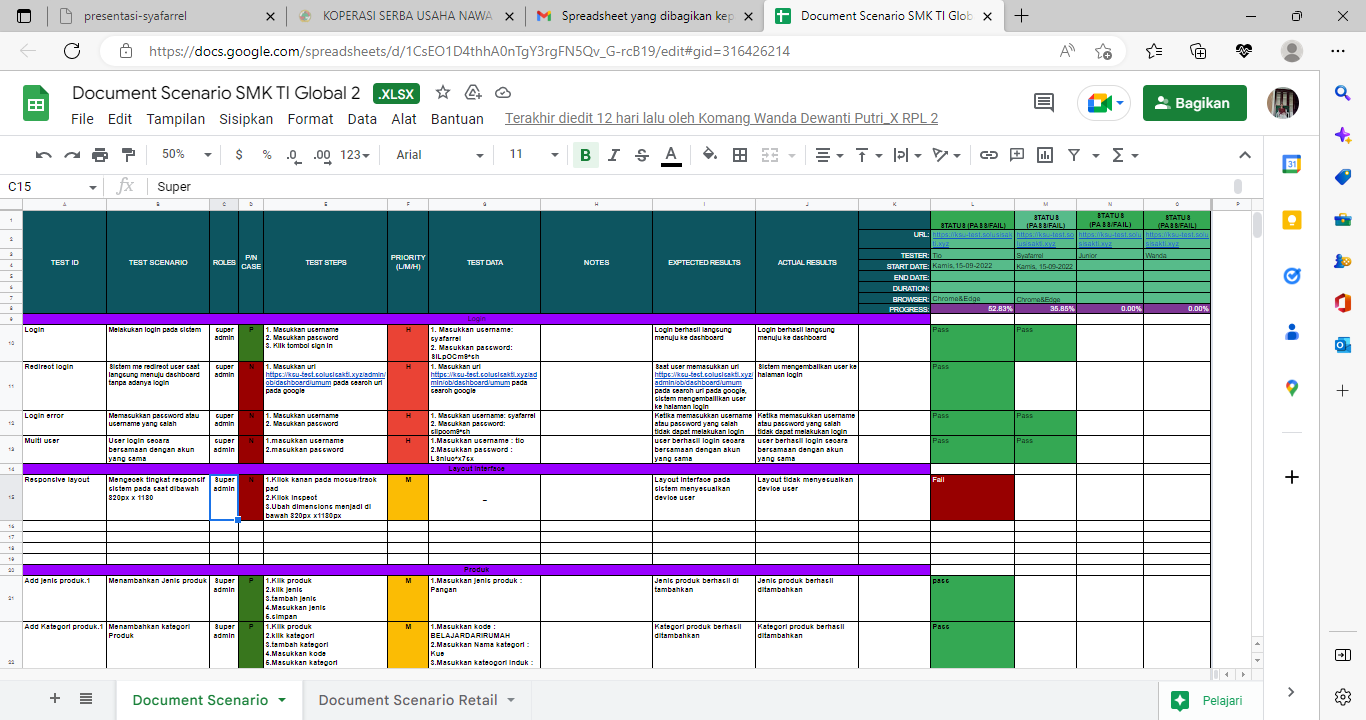 presentasi-syafarrel
KOPERASI SERBA USAHA NAWA
Spreadsheet yang dibagikan kep
Document Scenario SMK TI Glob
https://docs.google.com/spreadsheets/d/1CsEO1D4thhA0nTgY3rgFN5Qv_G-rcB19/edit#gid=316426214
Document Scenario SMK TI Global 2 .XLSX
File Edit Tampilan Sisipkan Format Data Alat Bantuan Terakhir diedit 12 hari lalu oleh Komang Wanda Dewanti Putri_X RPL 2
Bagikan
50% $ % .0 .00 123 Arial 11 B I S A
C15 fx Super
A B C D E F G H I J K L M N O P
TEST ID
TEST SCENARIO
ROLES
P/N CASE
TEST STEPS
PRIORITY (L/M/H)
TEST DATA
NOTES
EXPTECTED RESULTS
ACTUAL RESULTS
STATUS (PASS/FAIL) STATUS (PASS/FAIL) STATUS (PASS/FAIL) STATUS (PASS/FAIL)
URL: https://ksu-test.solusisakti.xyz https://ksu-test.solusisakti.xyz https://ksu-test.solusisakti.xyz https://ksu-test.solusisakti.xyz
TESTER: Tio Syafarrel Junior Wanda
START DATE: Kamis,15-09-2022 Kamis, 15-09-2022
END DATE:
DURATION:
BROWSER: Chrome&Edge Chrome&Edge
PROGRESS: 52.83% 35.85% 0.00% 0.00%
Login
Login
Melakukan login pada sistem
super admin
P
1. Masukkan username
2. Masukkan password
3. Klik tombol sign in
H
1. Masukkan username:
syafarrel
2. Masukkan password:
Login berhasil langsung
menuju ke dashboard
Login berhasil langsung
menuju ke dashboard
Pass Pass
Redirect login
Sistem me redirect user saat
langsung menuju dashboard
tanpa adanya login
super admin
N
1. Masukkan url
https://ksu-test.solusisakti.xyz/admin/
ob/dashboard/umum pada search url
pada google
H
1. Masukkan url
https://ksu-test.solusisakti.xyz/ad
min/ob/dashboard/umum pada
search google
Saat user memasukkan url
https://ksu-test.solusisakti.xyz/
admin/ob/dashboard/umum
pada search url pada google,
sistem mengembalikan user
ke halaman login
Sistem mengembalikan user ke
halaman login
Pass
Login error
Memasukkan password atau
username yang salah
super admin
N
1. Masukkan username
2. Masukkan password
H
1. Masukkan username: syafarrel
2. Masukkan password:
Ketika memasukkan username
atau password yang salah
tidak dapat melakukan login
Ketika memasukkan username
atau password yang salah
tidak dapat melakukan login
Pass Pass
Multi user
User login secara
bersamaan dengan akun
yang sama
super admin
N
1.masukkan username
2.masukkan password
H
1.Masukkan username : tio
2.Masukkan password :
user berhasil login secara
bersamaan dengan akun
yang sama
user berhasil login secara
bersamaan dengan akun
yang sama
Pass Pass
Layout Interface
Responsive layout
Mengecek tingkat responsif
sistem pada saat dibawah
820px x 1180
Super admin
N
1.Klick kanan pada mosue/track
pad
2.Klick inspect
3.Ubah dimensions menjadi di
bawah 820px x1180px
M
–
Layout Interface pada
sistem menyesuaikan
device user
Layout tidak menyesuaikan
device user
Fail
Produk
Add jenis produk.1
Menambahkan Jenis produk
Super admin
P
1.Klik produk
2.klik jenis
3.tambah jenis
4.Masukkan jenis
5.simpan
M
1.Masukkan jenis produk :
Pangan
Jenis produk berhasil di
tambahkan
Jenis produk berhasil
ditambahkan
pass
Add Kategori produk.1
Menambahkan kategori
Produk
Super admin
P
1.Klik produk
2.klik kategori
3.tambah kategori
4.Masukkan kode
5.Masukkan kategori
M
1.Masukkan kode :
BELAJARDARIRUMAH
2.Masukkan Nama kategori :
Kue
3.Masukkan kateogori induk :
Kategori produk berhasil
ditambahkan
Kategori produk berhasil
ditambahkan
Pass
Document Scenario Document Scenario Retail Pelajari